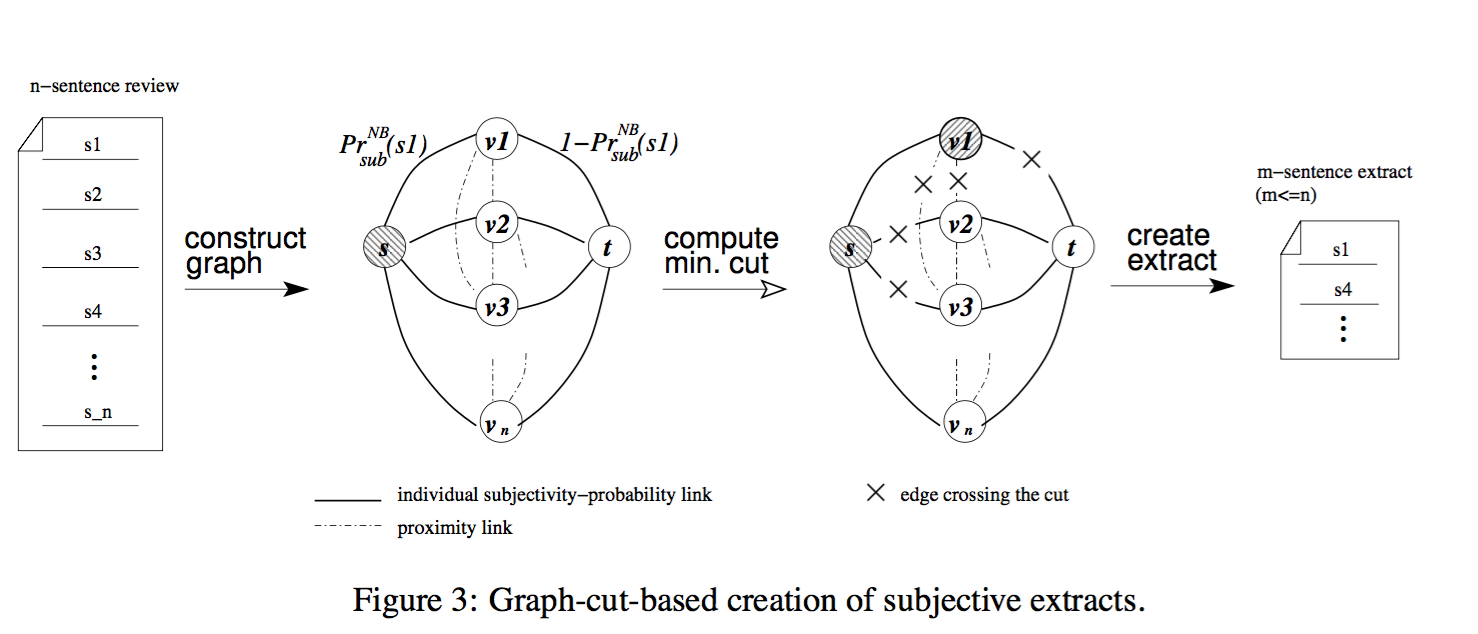 n−sentence review
s1
s2
s3
s4
s_n
construct
graph
Pr^NB_sub(s1)
1−Pr^NB_sub(s1)
s
v1
v2
v3
v n
t
compute
min. cut
s
v1
v2
v3
v n
t
create
extract
m−sentence extract
(m<=n)
s1
s4
individual subjectivity−probability link
proximity link
edge crossing the cut
Figure 3: Graph-cut-based creation of subjective extracts.